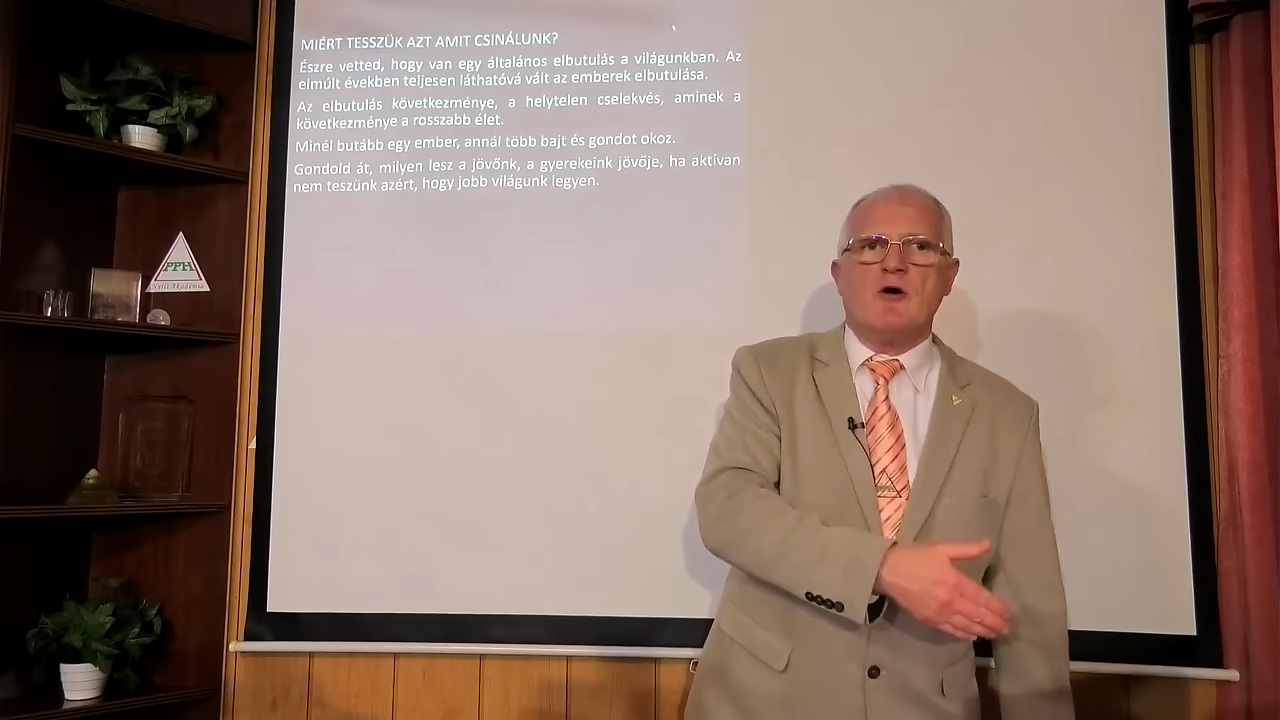 MIÉRT TESSZÜK AZT AMIT CSINÁLUNK?
Észre vetted, hogy van egy általános elbutulás a világunkban. Az
elmúlt években teljesen láthatóvá vált az emberek elbutulása.
Az elbutulás következménye, a helytelen cselekvés, aminek a
következménye a rosszabb élet.
Minél butább egy ember, annál több bajt és gondot okoz.
Gondold át, milyen lesz a jövőnk, a gyerekeink jövője, ha aktívan
nem teszünk azért, hogy jobb világunk legyen.
PPH
Nyílt Akadémia
PPH